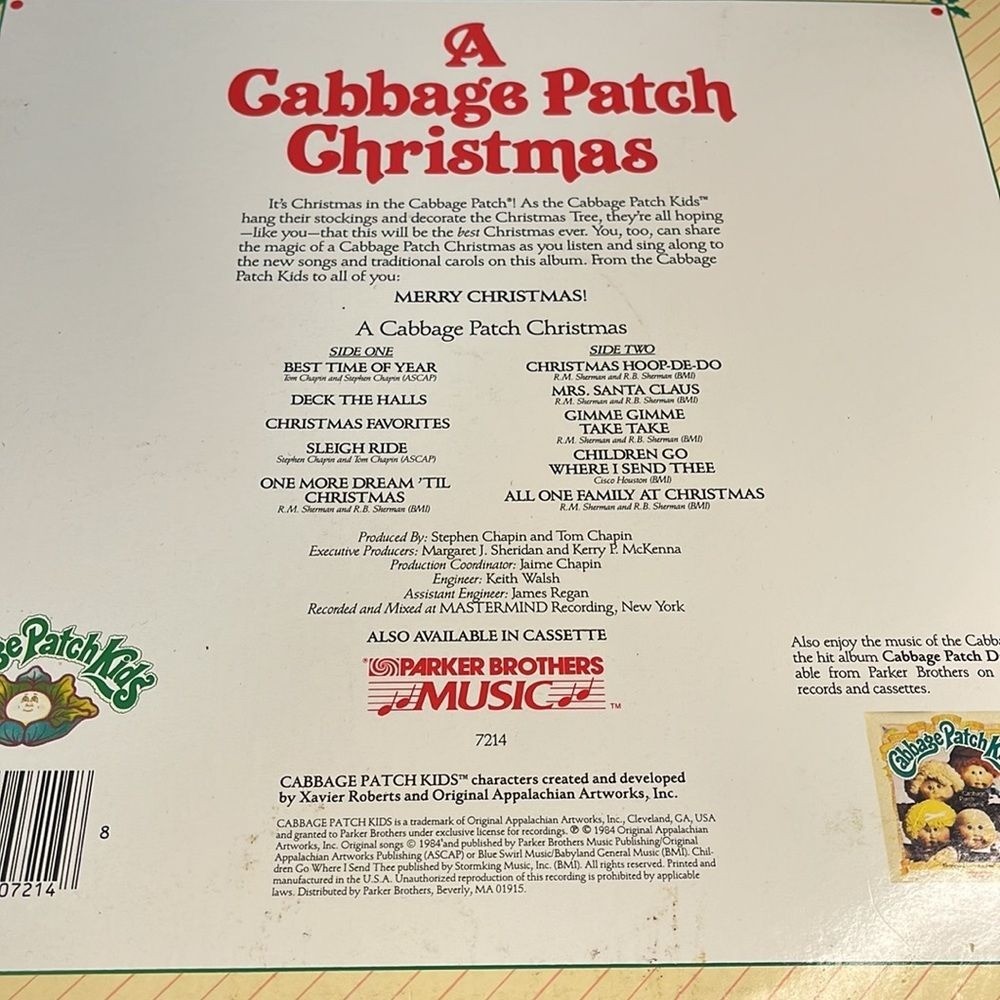 A
Cabbage Patch
Christmas
It's Christmas in the Cabbage Patch®! As the Cabbage Patch Kids™
hang their stockings and decorate the Christmas Tree, they're all hoping
—like you—that this will be the best Christmas ever. You, too, can share
the magic of a Cabbage Patch Christmas as you listen and sing along to
the new songs and traditional carols on this album. From the Cabbage
Patch Kids to all of you:
MERRY CHRISTMAS!
A Cabbage Patch Christmas
SIDE ONE
BEST TIME OF YEAR
Tom Chapin and Stephen Chapin (ASCAP)
DECK THE HALLS
CHRISTMAS FAVORITES
SLEIGH RIDE
Stephen Chapin and Tom Chapin (ASCAP)
ONE MORE DREAM 'TIL
CHRISTMAS
R.M. Sherman and R.B. Sherman (BMI)
SIDE TWO
CHRISTMAS HOOP-DE-DO
R.M. Sherman and R.B. Sherman (BMI)
MRS. SANTA CLAUS
R.M. Sherman and R.B. Sherman (BMI)
GIMME GIMME
TAKE TAKE
R.M. Sherman and R.B. Sherman (BMI)
CHILDREN GO
WHERE I SEND THEE
Cisco Houston (BMI)
ALL ONE FAMILY AT CHRISTMAS
R.M. Sherman and R.B. Sherman (BMI)
Produced By: Stephen Chapin and Tom Chapin
Executive Producers: Margaret J. Sheridan and Kerry P. McKenna
Production Coordinator: Jaime Chapin
Engineer: Keith Walsh
Assistant Engineer: James Regan
Recorded and Mixed at MASTERMIND Recording, New York
ALSO AVAILABLE IN CASSETTE
PARKER BROTHERS
MUSIC™
7214
CABBAGE PATCH KIDS™ characters created and developed
by Xavier Roberts and Original Appalachian Artworks, Inc.
CABBAGE PATCH KIDS is a trademark of Original Appalachian Artworks, Inc., Cleveland, GA, USA
and granted to Parker Brothers under exclusive license for recordings. ℗ © 1984 Original Appalachian
Artworks, Inc. Original songs © 1984 and published by Parker Brothers Music Publishing/Original
Appalachian Artworks Publishing (ASCAP) or Blue Swirl Music/Babyland General Music (BMI). Chil-
dren Go Where I Send Thee published by Stormking Music, Inc. (BMI). All rights reserved. Printed and
manufactured in the U.S.A. Unauthorized reproduction of this recording is prohibited by applicable
laws. Distributed by Parker Brothers, Beverly, MA 01915.
ge Patch Kids
8
07214
Also enjoy the music of the Cabb
the hit album Cabbage Patch D
able from Parker Brothers on
records and cassettes.
Cabbage Patch K